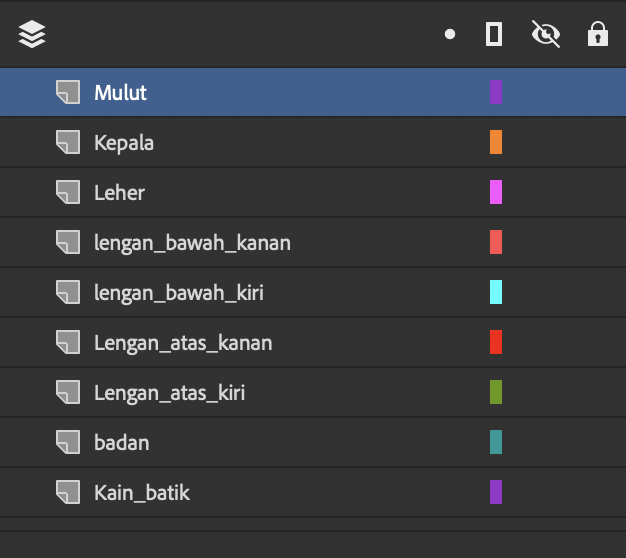 Mulut
Kepala
Leher
lengan_bawah_kanan
lengan_bawah_kiri
Lengan_atas_kanan
Lengan_atas_kiri
badan
Kain_batik